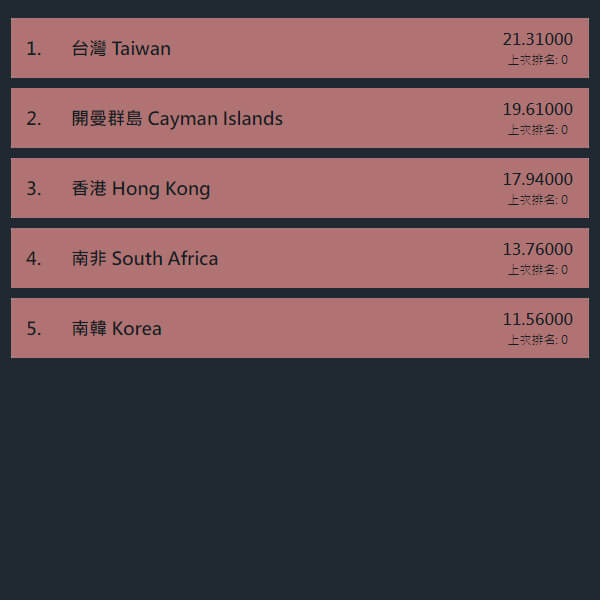 1. 台灣 Taiwan 21.31000
上次排名: 0
2. 開曼群島 Cayman Islands 19.61000
上次排名: 0
3. 香港 Hong Kong 17.94000
上次排名: 0
4. 南非 South Africa 13.76000
上次排名: 0
5. 南韓 Korea 11.56000
上次排名: 0